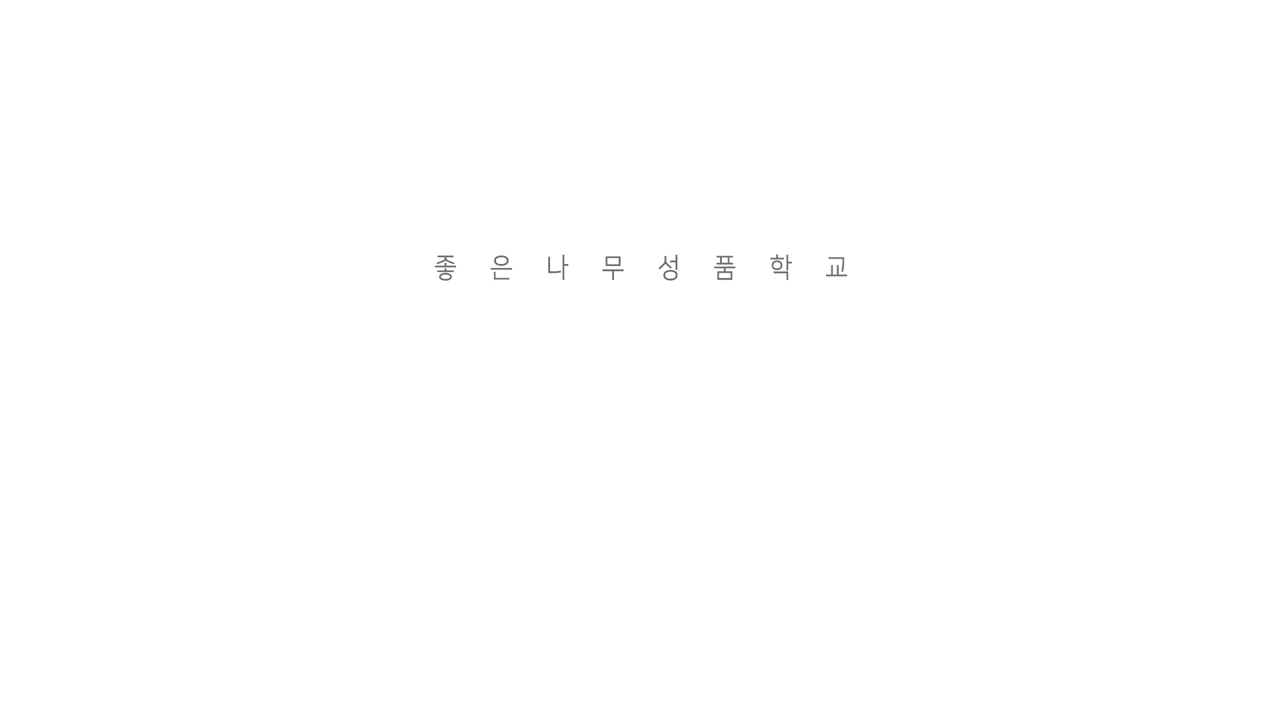 좋 은 나 무 성 품 학 교